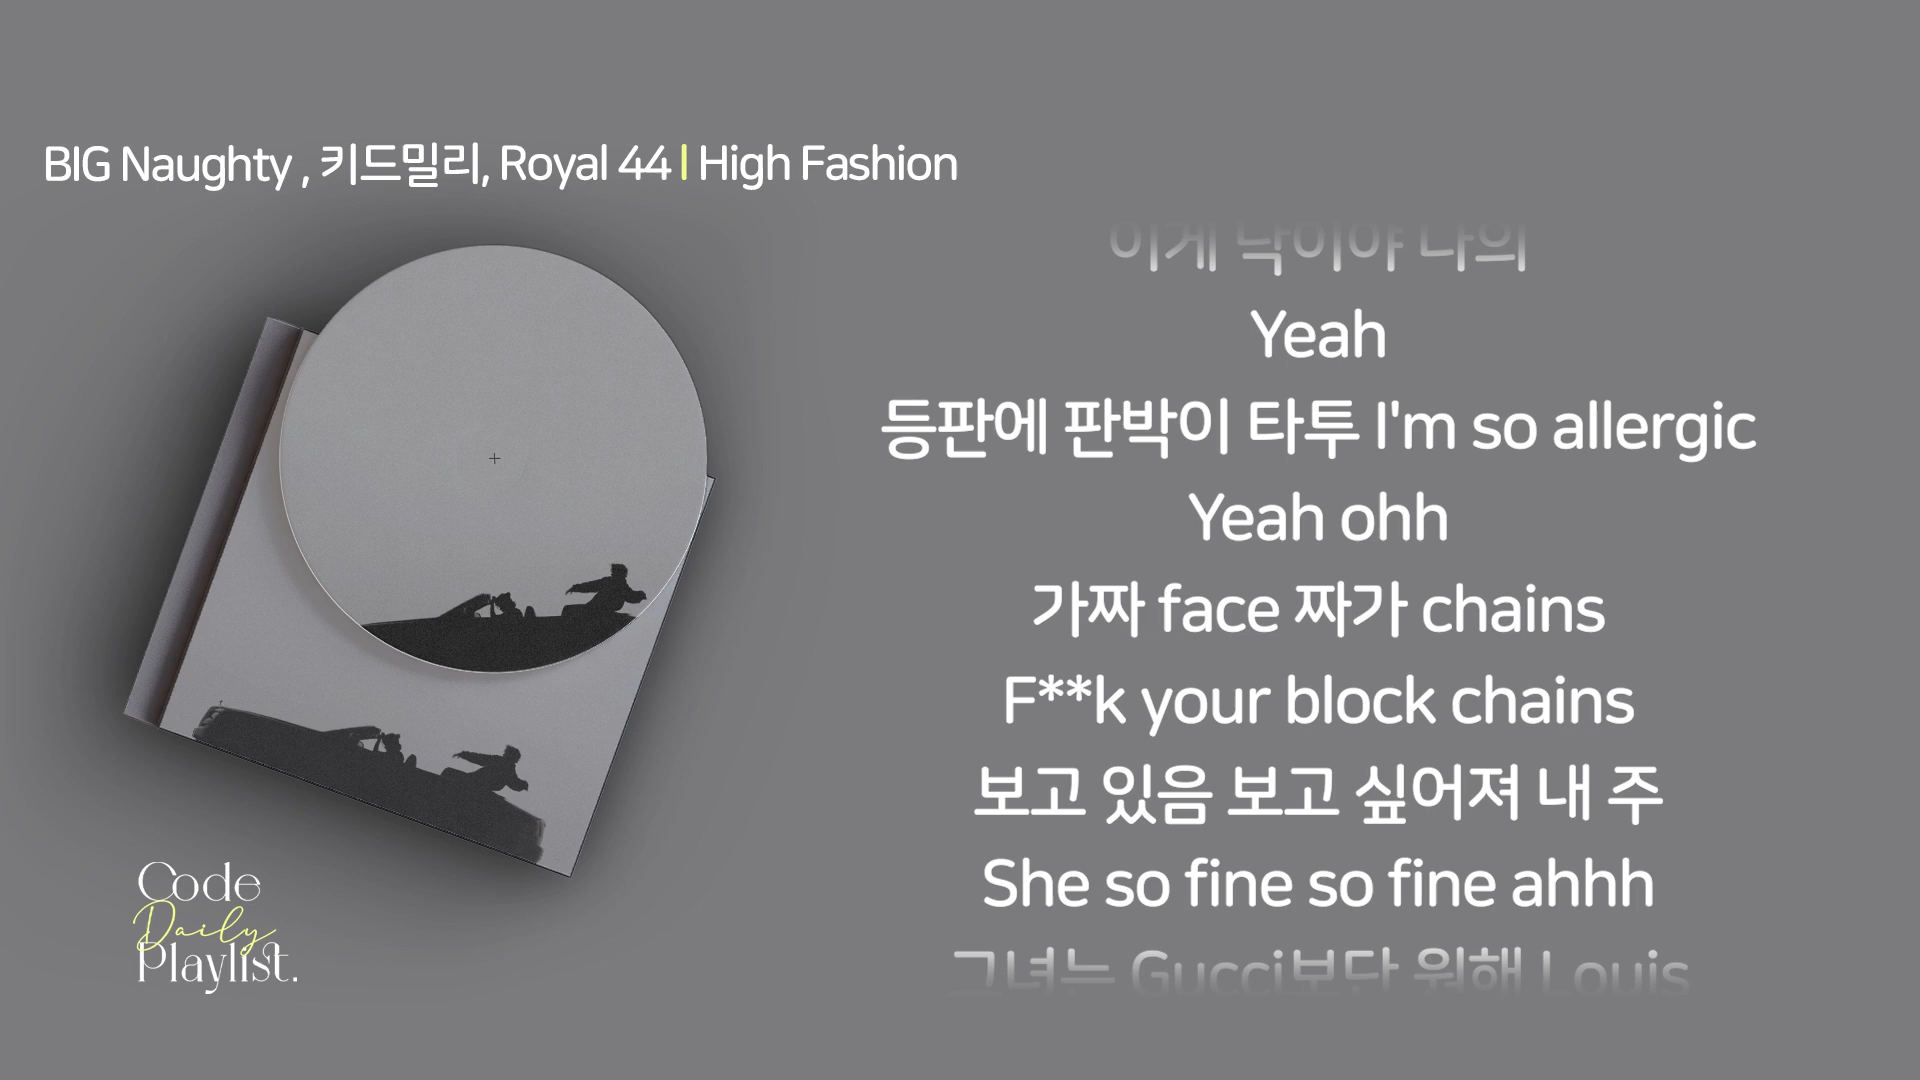 BIG Naughty , 키드밀리, Royal 44 | High Fashion
이게 낙이야 나의
Yeah
등판에 판박이 타투 I'm so allergic
Yeah ohh
가짜 face 짜가 chains
F**k your block chains
보고 있음 보고 싶어져 내 주
She so fine so fine ahhh
그녀는 Gucci보단 원해 Louis
Code
Daily
Playlist.